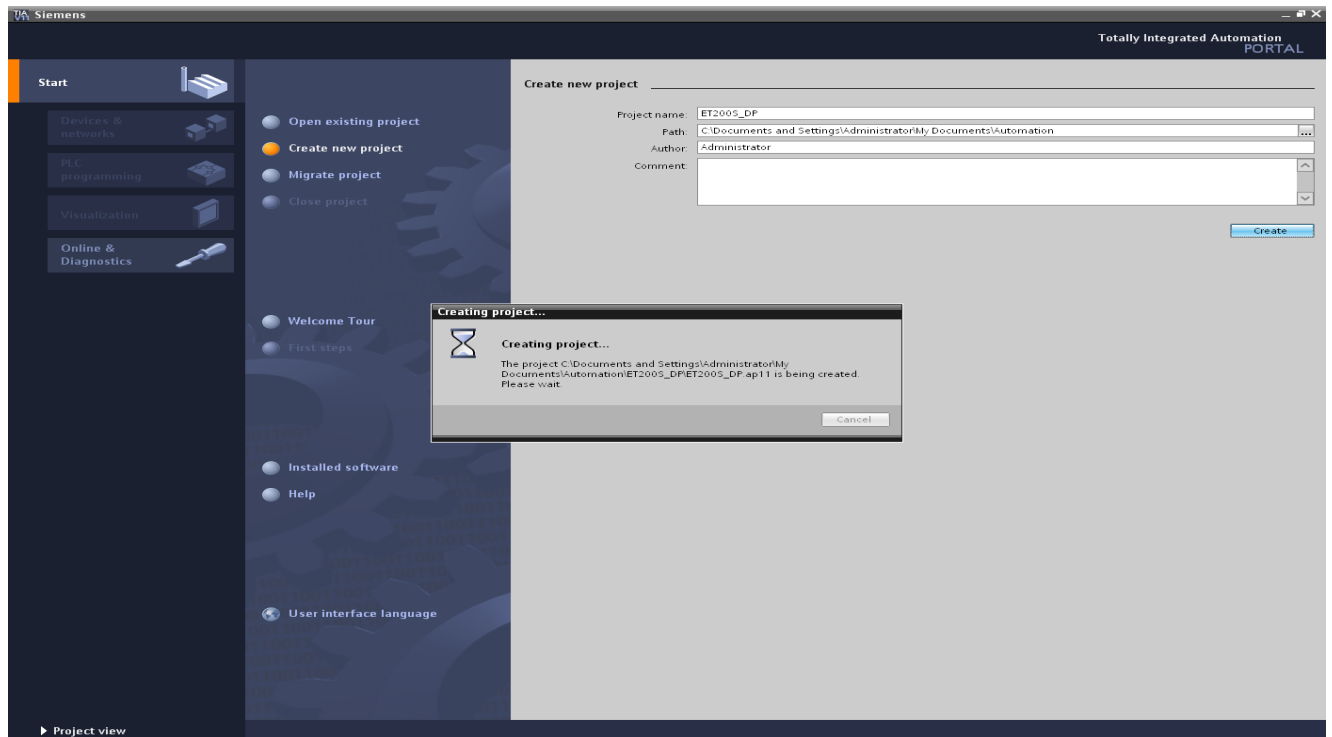 TIA Siemens
Totally Integrated Automation
PORTAL
Start
Devices &
networks
PLC
programming
Visualization
Online &
Diagnostics
Open existing project
Create new project
Migrate project
Close project
Welcome Tour
First steps
Installed software
Help
User interface language
Create new project
Project name: ET200S_DP
Path: C:\Documents and Settings\Administrator\My Documents\Automation ...
Author: Administrator
Comment:
Create
Creating project...
Creating project...
The project C:\Documents and Settings\Administrator\My
Documents\Automation\ET200S_DP\ET200S_DP.ap11 is being created.
Please wait.
Cancel
Project view